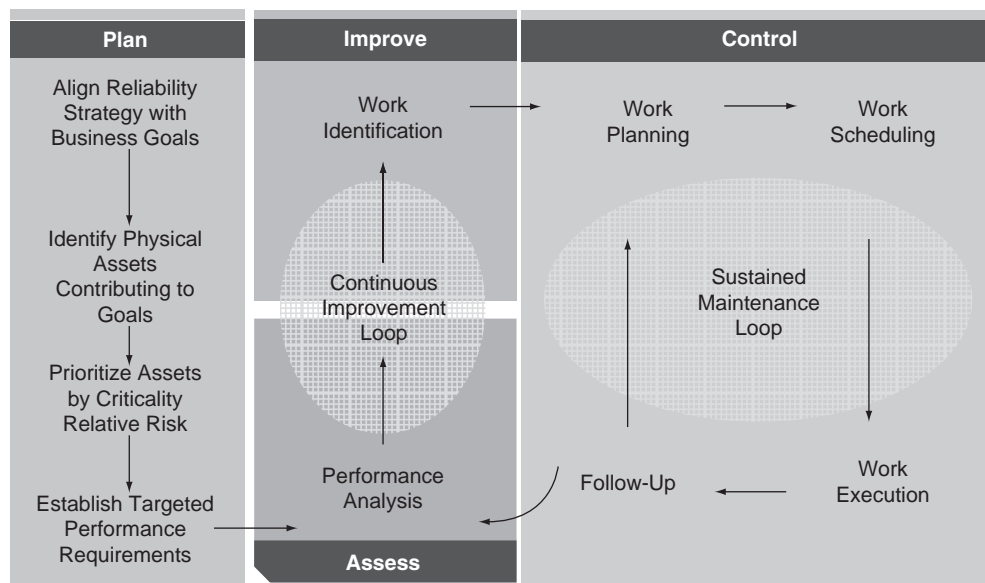 Plan
Align Reliability
Strategy with
Business Goals
Identify Physical
Assets
Contributing to
Goals
Prioritize Assets
by Criticality
Relative Risk
Establish Targeted
Performance
Requirements
Improve
Work
Identification
Continuous
Improvement
Loop
Performance
Analysis
Assess
Control
Work
Planning
Work
Scheduling
Sustained
Maintenance
Loop
Follow-Up
Work
Execution